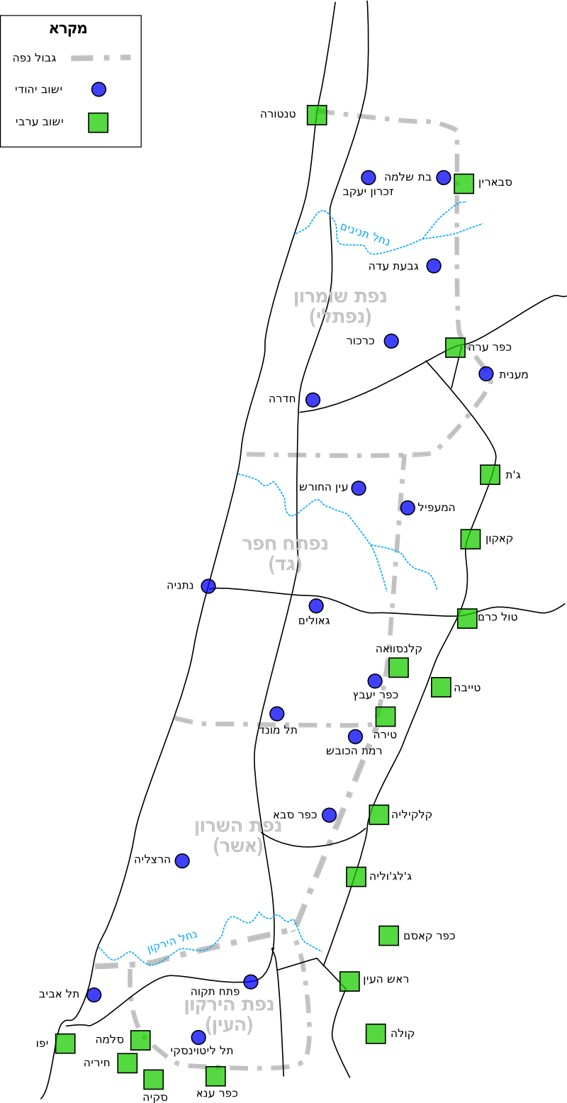 מקרא
גבול נפה
ישוב יהודי
ישוב ערבי
טנטורה
בת שלמה
סבארין
זכרון יעקב
נחל תנינים
גבעת עדה
נפת שומרון
(נפתלי)
כרכור
כפר ערה
מענית
חדרה
ג'ת
עין החורש
המעפיל
קאקון
נפתח חפר
(גד)
נתניה
גאולים
טול כרם
קלנסוואה
כפר יעבץ
טייבה
תל מונד
טירה
רמת הכובש
כפר סבא
קלקיליה
נפת השרון
(אשר)
הרצליה
ג'לג'וליה
כפר קאסם
נחל הירקון
ראש העין
פתח תקוה
תל אביב
נפת הירקון
(העין)
קולה
יפו
סלמה
תל ליטוינסקי
חיריה
סקיה
כפר ענא